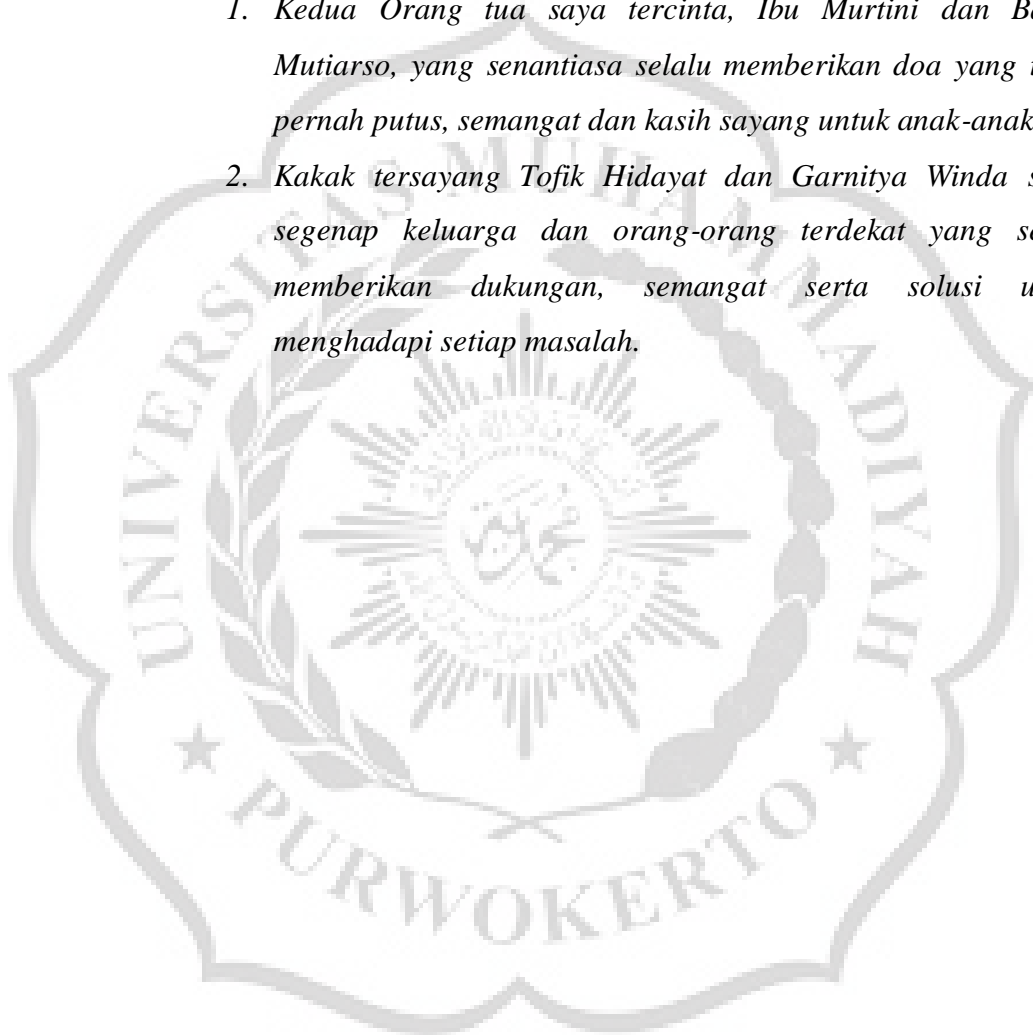 1. Kedua Orang tua saya tercinta, Ibu Murtini dan
Mutiarso, yang senantiasa selalu memberikan doa yang
pernah putus, semangat dan kasih sayang untuk anak-anak
2. Kakak tersayang Tofik Hidayat dan Garnitya Winda
segenap keluarga dan orang-orang terdekat yang
memberikan dukungan, semangat serta solusi
menghadapi setiap masalah.
UNIVERSITAS MUHAMMADIYAH
★ PURWOKERTO ★